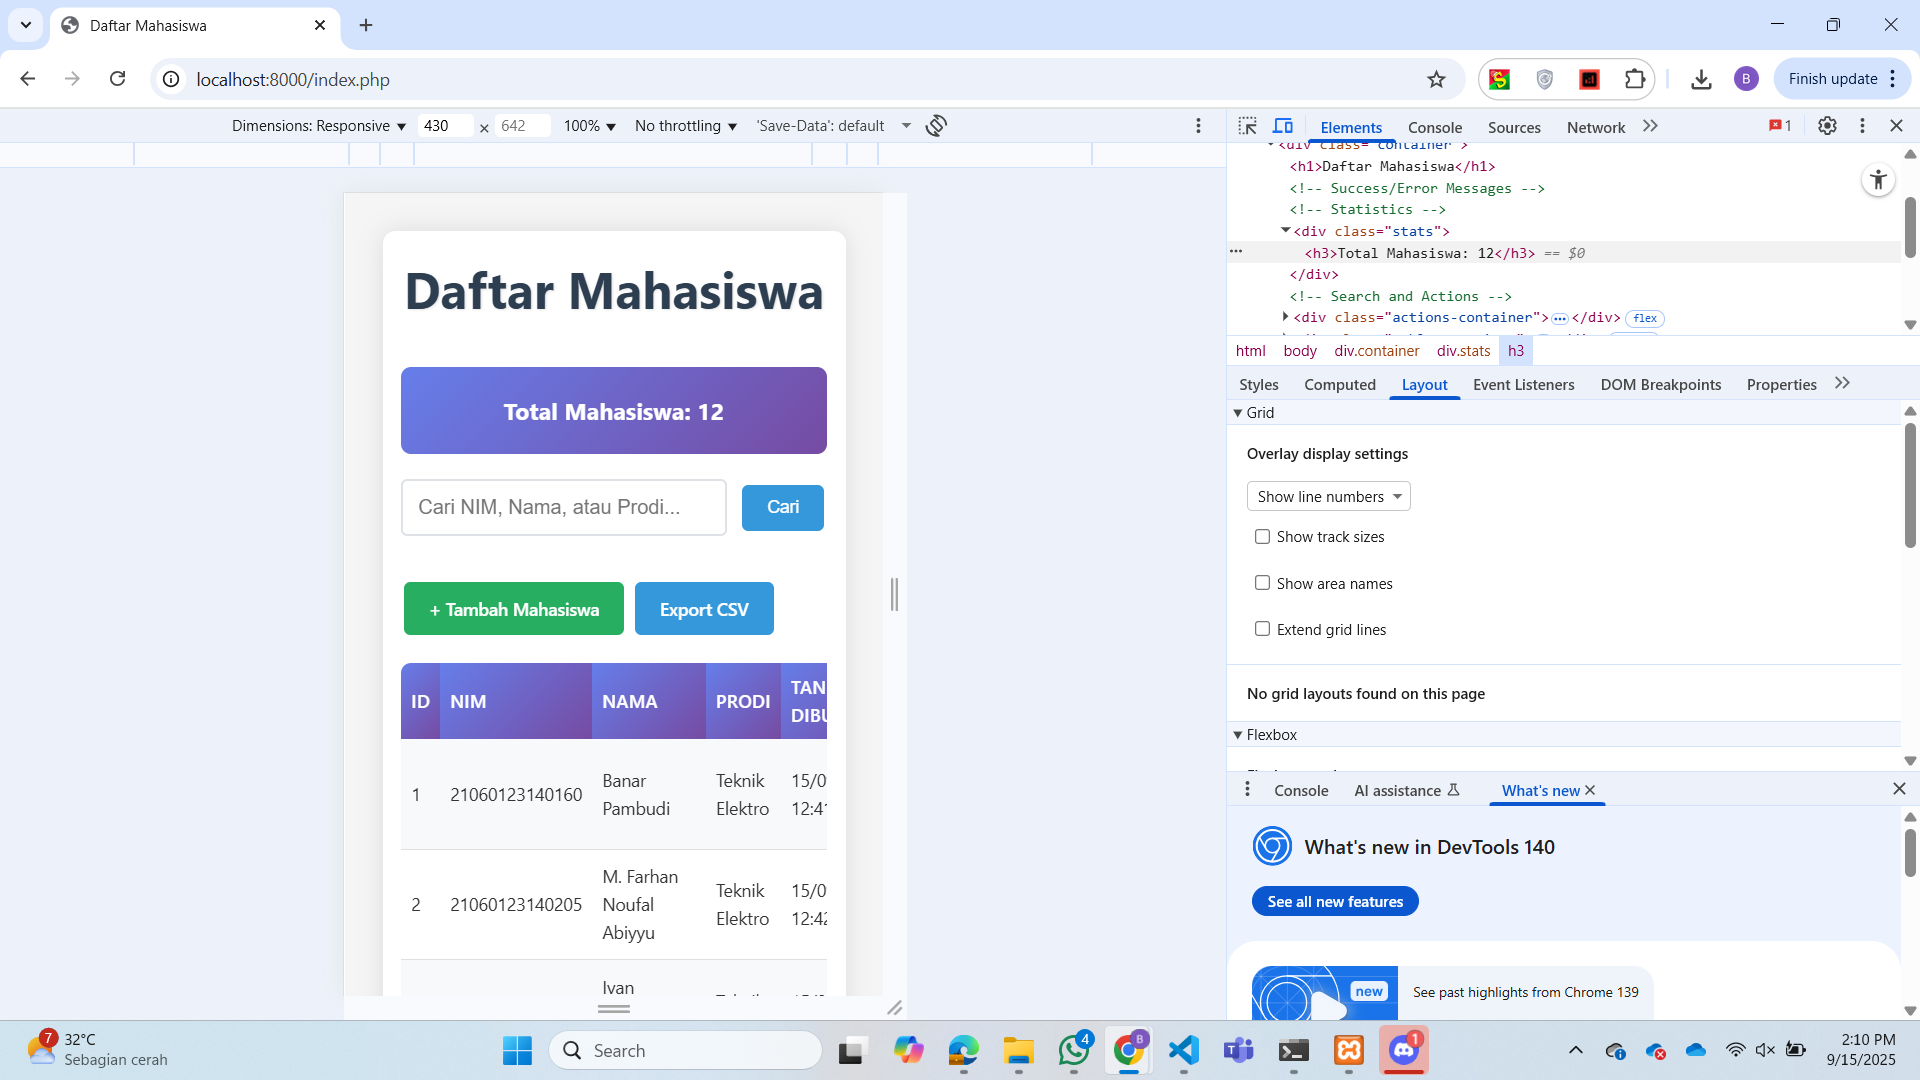 Daftar Mahasiswa
localhost:8000/index.php
B
Finish update
Dimensions: Responsive 430 × 642 100% No throttling 'Save-Data': default
Elements Console Sources Network 1
<div class="container">
<h1>Daftar Mahasiswa</h1>
<!-- Success/Error Messages -->
<!-- Statistics -->
<div class="stats">
<h3>Total Mahasiswa: 12</h3> == $0
</div>
<!-- Search and Actions -->
<div class="actions-container"> </div> flex
html body div.container div.stats h3
Styles Computed Layout Event Listeners DOM Breakpoints Properties
Grid
Overlay display settings
Show line numbers
Show track sizes
Show area names
Extend grid lines
No grid layouts found on this page
Flexbox
Console AI assistance What's new
What's new in DevTools 140
See all new features
new
See past highlights from Chrome 139
Daftar Mahasiswa
Total Mahasiswa: 12
Cari NIM, Nama, atau Prodi... Cari
+ Tambah Mahasiswa Export CSV
ID NIM NAMA PRODI TAN
DIBU
1 21060123140160 Banar Pambudi Teknik Elektro 15/0
12:41
2 21060123140205 M. Farhan Noufal Abiyyu Teknik Elektro 15/0
12:42
Ivan
7
32°C
Sebagian cerah
Search
4
B
1
2:10 PM
9/15/2025